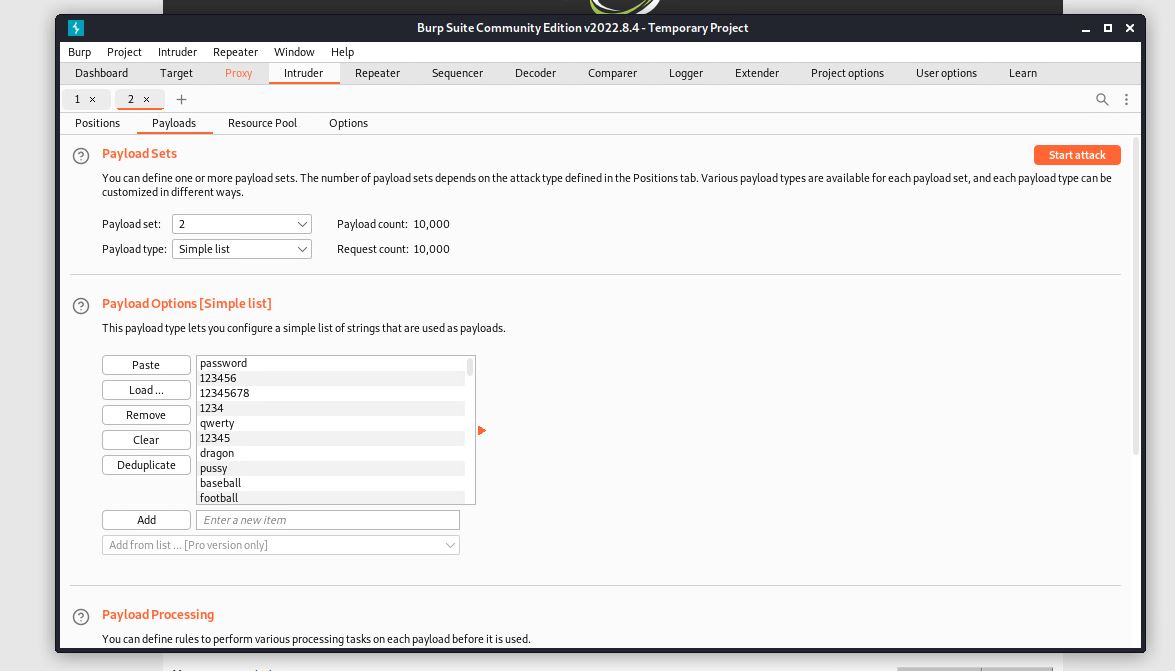 Burp Suite Community Edition v2022.8.4 - Temporary Project
Burp Project Intruder Repeater Window Help
Dashboard Target Proxy Intruder Repeater Sequencer Decoder Comparer Logger Extender Project options User options Learn
1 × 2 × +
Positions Payloads Resource Pool Options
? Payload Sets Start attack
You can define one or more payload sets. The number of payload sets depends on the attack type defined in the Positions tab. Various payload types are available for each payload set, and each payload type can be
customized in different ways.
Payload set: 2 Payload count: 10,000
Payload type: Simple list Request count: 10,000
? Payload Options [Simple list]
This payload type lets you configure a simple list of strings that are used as payloads.
Paste
Load ...
Remove
Clear
Deduplicate
password
123456
12345678
1234
qwerty
12345
dragon
pussy
baseball
football
Add Enter a new item
Add from list ... [Pro version only]
? Payload Processing
You can define rules to perform various processing tasks on each payload before it is used.